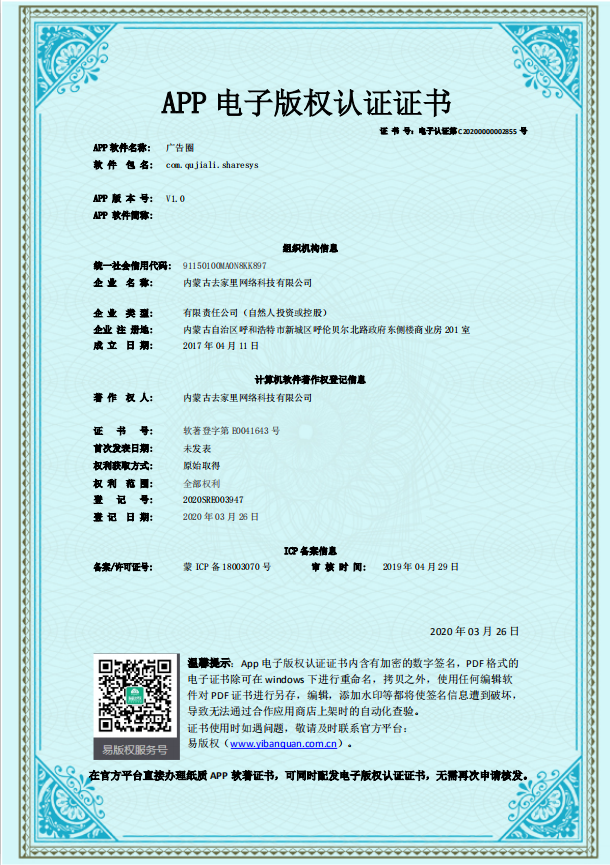 APP 电子版权认证证书
证 书 号: 电子认证第C20200000002855 号
APP 软件名称: 广告圈
软 件 包 名: com.qujiali.sharesys
APP 版 本 号: V1.0
APP 软件简称:
组织机构信息
统一社会信用代码: 91150100MA0N8KK897
企 业 名 称: 内蒙古去家里网络科技有限公司
企 业 类 型: 有限责任公司（自然人投资或控股）
企业 注 册地: 内蒙古自治区呼和浩特市新城区呼伦贝尔北路政府东侧楼商业房 201 室
成 立 日 期: 2017 年 04 月 11 日
计算机软件著作权登记信息
著 作 权 人: 内蒙古去家里网络科技有限公司
证 书 号: 软著登字第 E0041643 号
首次发表日期: 未发表
权利获取方式: 原始取得
权 利 范 围: 全部权利
登 记 号: 2020SRE003947
登 记 日 期: 2020 年 03 月 26 日
ICP 备案信息
备案/许可证号: 蒙 ICP 备 18003070 号 审 核 时 间: 2019 年 04 月 29 日
2020 年 03 月 26 日
温馨提示：App 电子版权认证证书内含有加密的数字签名，PDF 格式的
电子证书除可在 windows 下进行重命名，拷贝之外，使用任何编辑软
件对 PDF 证书进行另存，编辑，添加水印等都将使签名信息遭到破坏，
导致无法通过合作应用商店上架时的自动化查验。
证书使用时如遇问题，敬请及时联系官方平台：
易版权（www.yibanquan.com.cn）。
易版权服务号
在官方平台直接办理纸质 APP 软著证书，可同时配发电子版权认证证书，无需再次申请核发。